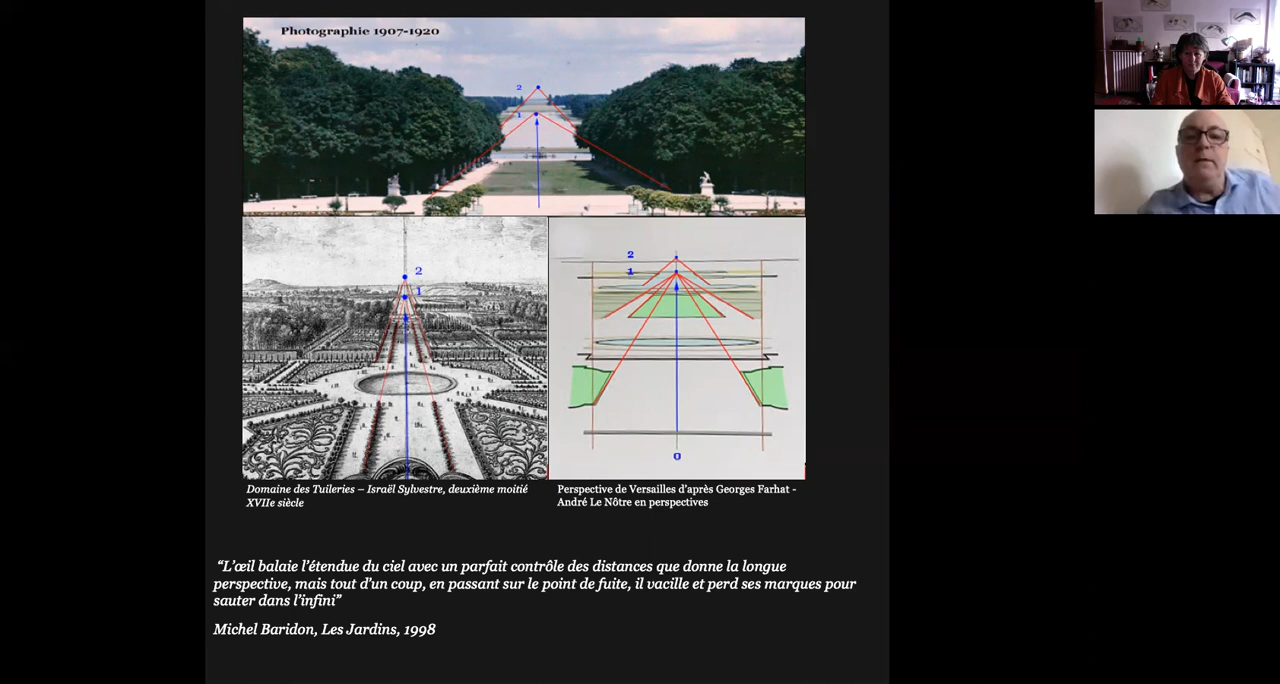 Photographie 1907-1920
2
1
2
1
2
1
0
Domaine des Tuileries – Israël Sylvestre, deuxième moitié
XVIIe siècle
Perspective de Versailles d'après Georges Farhat -
André Le Nôtre en perspectives
“L’œil balaie l’étendue du ciel avec un parfait contrôle des distances que donne la longue
perspective, mais tout d’un coup, en passant sur le point de fuite, il vacille et perd ses marques pour
sauter dans l’infini”
Michel Baridon, Les Jardins, 1998